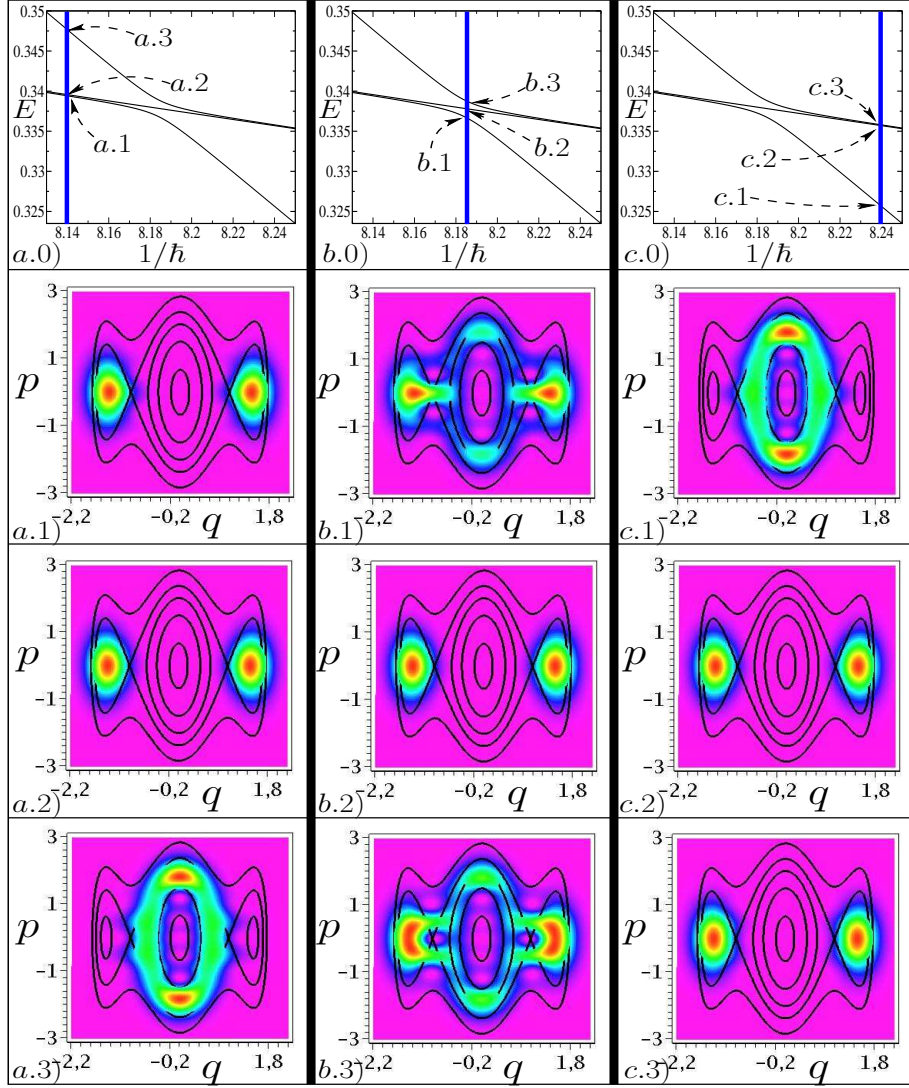 0.35
0.345
0.34
E
0.335
0.33
0.325
a.3
a.2
a.1
8.14 8.16 8.18 8.2 8.22 8.24
a.0)
1/ħ
0.35
0.345
0.34
E
0.335
0.33
0.325
b.3
b.1
b.2
8.14 8.16 8.18 8.2 8.22 8.24
b.0)
1/ħ
0.35
0.345
0.34
E
0.335
0.33
0.325
c.3
c.2
c.1
8.14 8.16 8.18 8.2 8.22 8.24
c.0)
1/ħ
3
1
p
-1
-3
-2,2 -0,2 q 1,8
a.1)
3
1
p
-1
-3
-2,2 -0,2 q 1,8
b.1)
3
1
p
-1
-3
-2,2 -0,2 q 1,8
c.1)
3
1
p
-1
-3
-2,2 -0,2 q 1,8
a.2)
3
1
p
-1
-3
-2,2 -0,2 q 1,8
b.2)
3
1
p
-1
-3
-2,2 -0,2 q 1,8
c.2)
3
1
p
-1
-3
-2,2 -0,2 q 1,8
a.3)
3
1
p
-1
-3
-2,2 -0,2 q 1,8
b.3)
3
1
p
-1
-3
-2,2 -0,2 q 1,8
c.3)